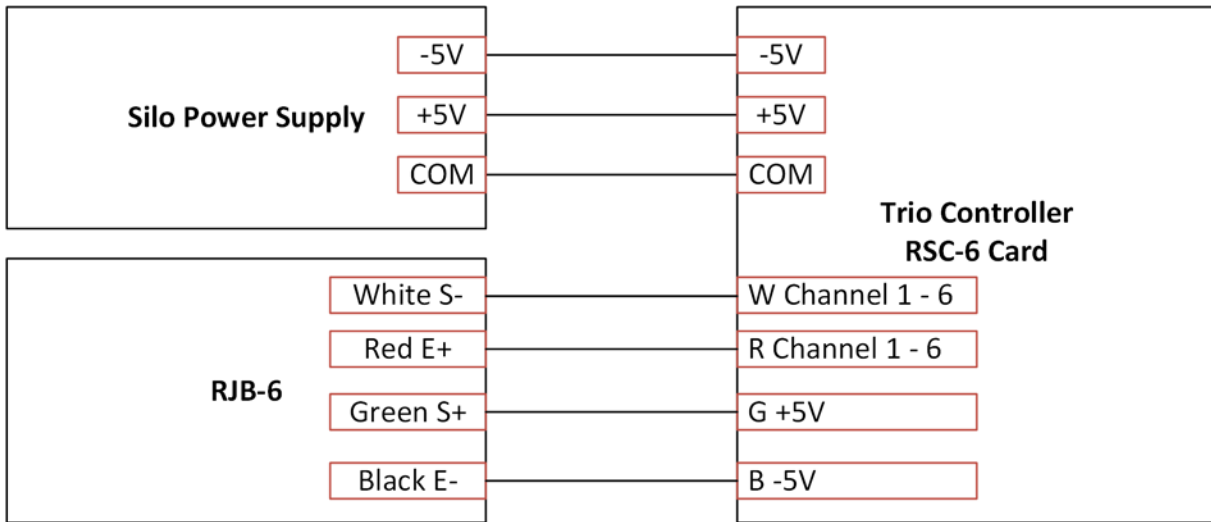 Silo Power Supply
-5V
+5V
COM
-5V
+5V
COM
Trio Controller
RSC-6 Card
RJB-6
White S-
Red E+
Green S+
Black E-
W Channel 1 - 6
R Channel 1 - 6
G +5V
B -5V